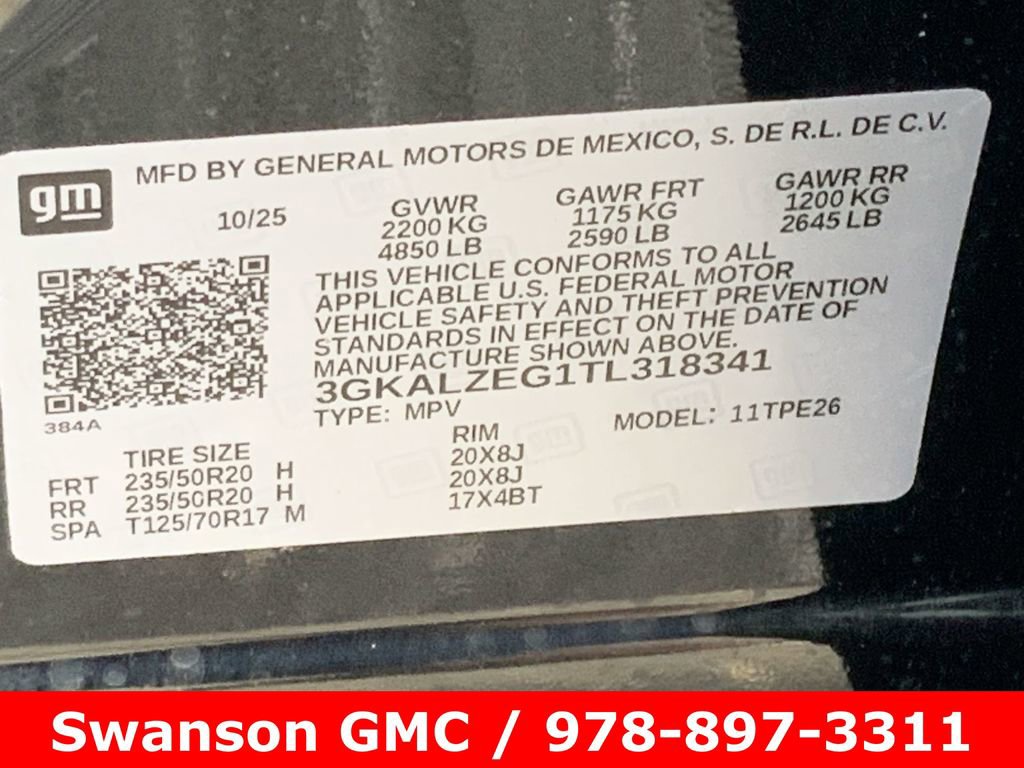 MFD BY GENERAL MOTORS DE MEXICO, S. DE R.L. DE C.V.
gm
10/25
GVWR
2200 KG
4850 LB
GAWR FRT
1175 KG
2590 LB
GAWR RR
1200 KG
2645 LB
THIS VEHICLE CONFORMS TO ALL
APPLICABLE U.S. FEDERAL MOTOR
VEHICLE SAFETY AND THEFT PREVENTION
STANDARDS IN EFFECT ON THE DATE OF
MANUFACTURE SHOWN ABOVE.
3GKALZEG1TL318341
TYPE: MPV
MODEL: 11TPE26
384A
TIRE SIZE
RIM
FRT 235/50R20 H 20X8J
RR 235/50R20 H 20X8J
SPA T125/70R17 M 17X4BT
Swanson GMC / 978-897-3311